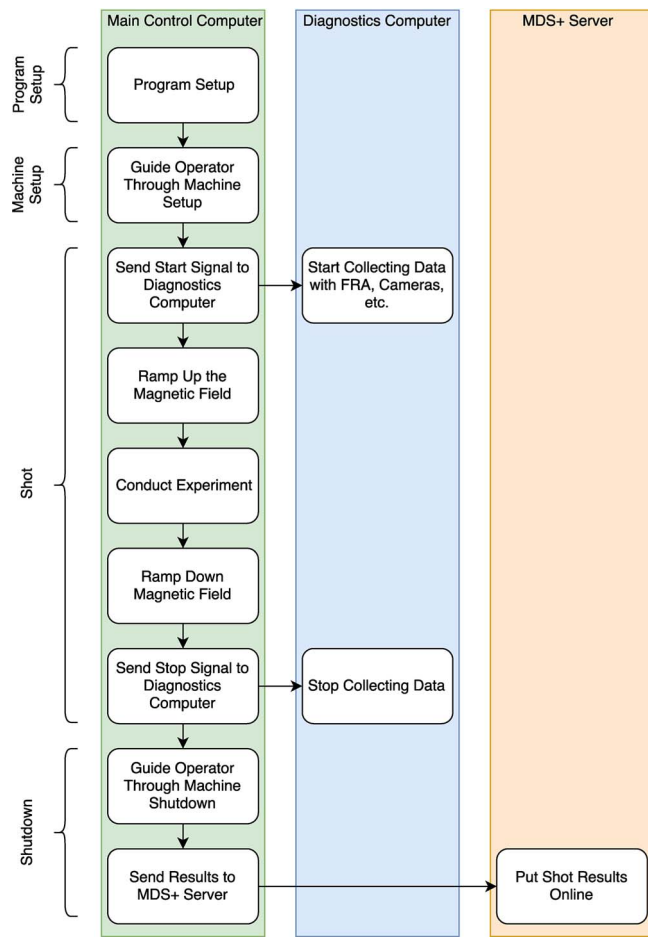 Main Control Computer
Diagnostics Computer
MDS+ Server
Program
Setup
Program Setup
Machine
Setup
Guide Operator
Through Machine
Setup
Shot
Send Start Signal to
Diagnostics
Computer
Start Collecting Data
with FRA, Cameras,
etc.
Ramp Up the
Magnetic Field
Conduct Experiment
Ramp Down
Magnetic Field
Send Stop Signal to
Diagnostics
Computer
Stop Collecting Data
Shutdown
Guide Operator
Through Machine
Shutdown
Send Results to
MDS+ Server
Put Shot Results
Online